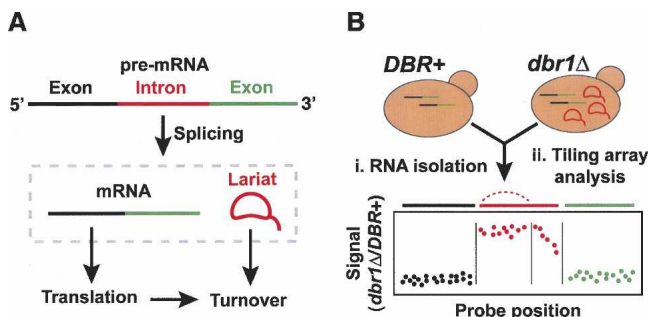 A
pre-mRNA
Exon Intron Exon
5' 3'
Splicing
mRNA
Lariat
Translation Turnover
B
DBR+ dbr1Δ
i. RNA isolation
ii. Tiling array
analysis
Signal
(dbr1Δ/DBR+)
Probe position